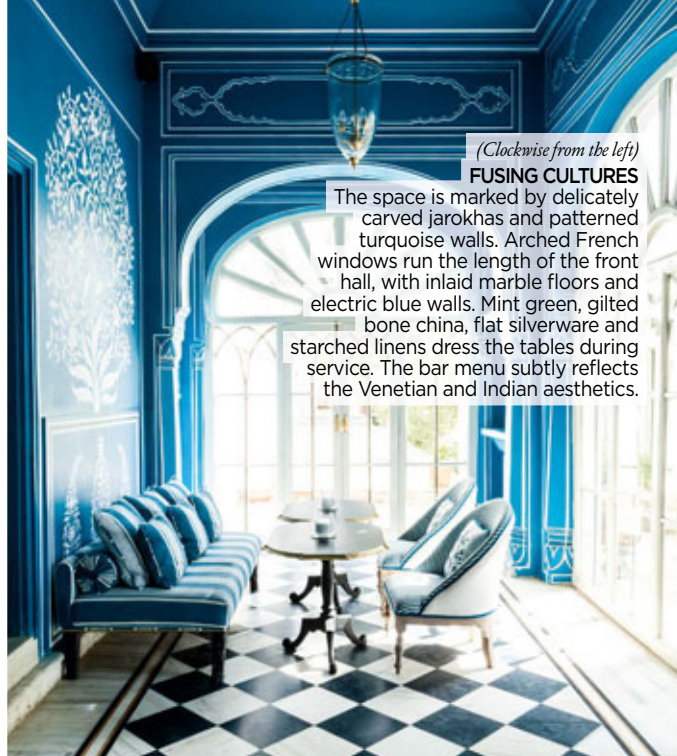 (Clockwise from the left)
FUSING CULTURES
The space is marked by delicately
carved jarokhas and patterned
turquoise walls. Arched French
windows run the length of the front
hall, with inlaid marble floors and
electric blue walls. Mint green, gilted
bone china, flat silverware and
starched linens dress the tables during
service. The bar menu subtly reflects
the Venetian and Indian aesthetics.